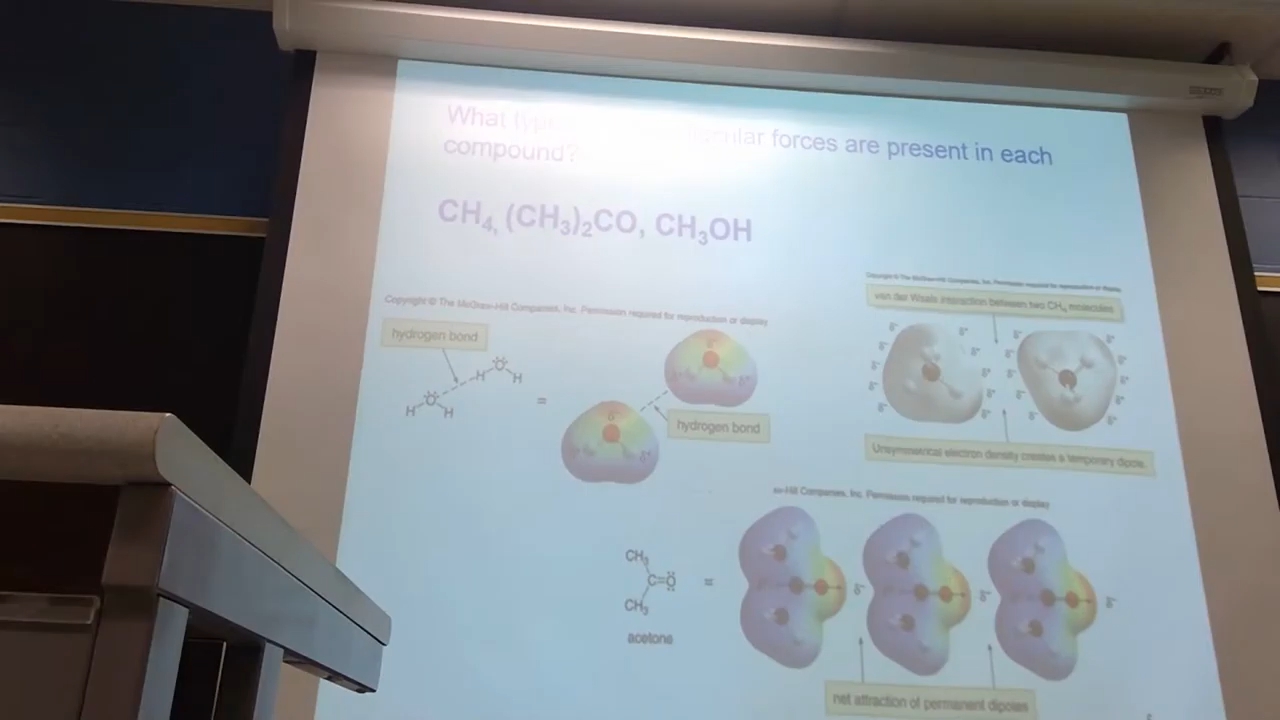 What types forces are present in each
compound?
CH4, (CH3)2CO, CH3OH
Copyright © The McGraw-Hill Companies, Inc. Permission required for reproduction or display
hydrogen bond
H O H
H O H
=
δ-
δ+
δ-
δ+
hydrogen bond
Copyright © The McGraw-Hill Companies, Inc. Permission required for reproduction or display
van der Waals interaction between two CH4 molecules
δ- δ- δ- δ- δ- δ- δ- δ- δ- δ-
δ- δ- δ- δ- δ- δ- δ- δ- δ-
Unsymmetrical electron density creates a temporary dipole.
Hill Companies, Inc. Permission required for reproduction or display
CH3
C=O
CH3
acetone
=
δ- δ- δ-
net attraction of permanent dipoles